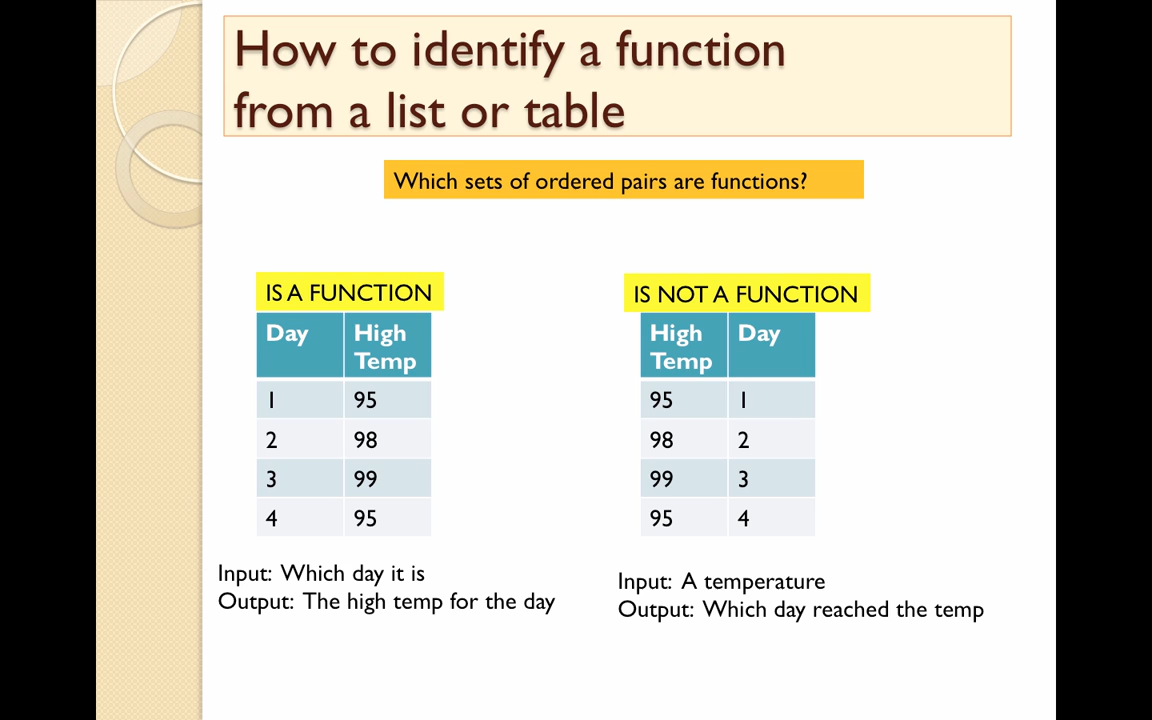 How to identify a function
from a list or table
Which sets of ordered pairs are functions?
IS A FUNCTION
Day High Temp
1 95
2 98
3 99
4 95
Input: Which day it is
Output: The high temp for the day
IS NOT A FUNCTION
High Temp Day
95 1
98 2
99 3
95 4
Input: A temperature
Output: Which day reached the temp